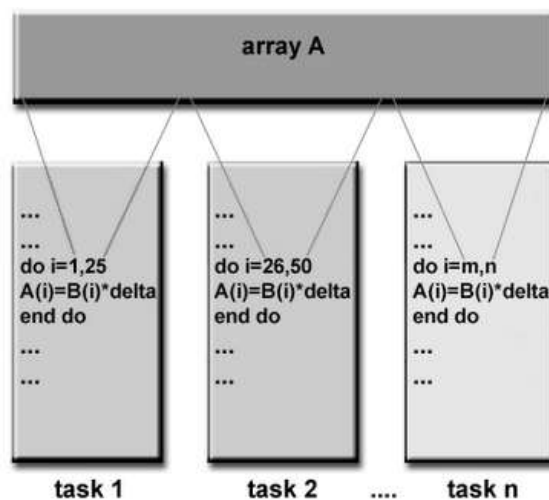 array A
...
...
do i=1,25
A(i)=B(i)*delta
end do
...
...
task 1
...
...
do i=26,50
A(i)=B(i)*delta
end do
...
...
task 2
....
...
...
do i=m,n
A(i)=B(i)*delta
end do
...
...
task n